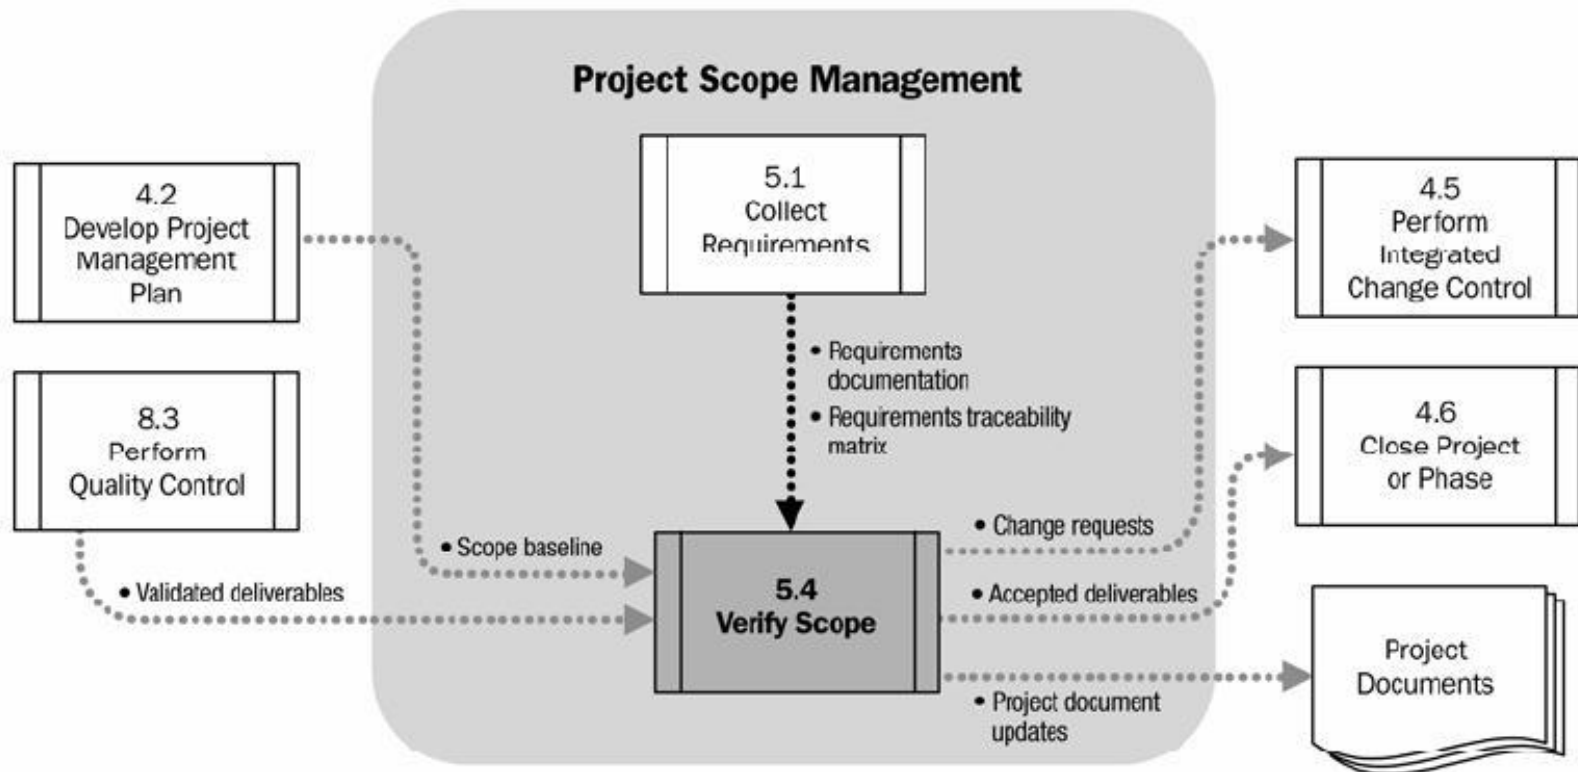 Project Scope Management
4.2
Develop Project
Management
Plan
5.1
Collect
Requirements
4.5
Perform
Integrated
Change Control
8.3
Perform
Quality Control
• Requirements
documentation
• Requirements traceability
matrix
4.6
Close Project
or Phase
• Scope baseline
• Validated deliverables
5.4
Verify Scope
• Change requests
• Accepted deliverables
• Project document
updates
Project
Documents